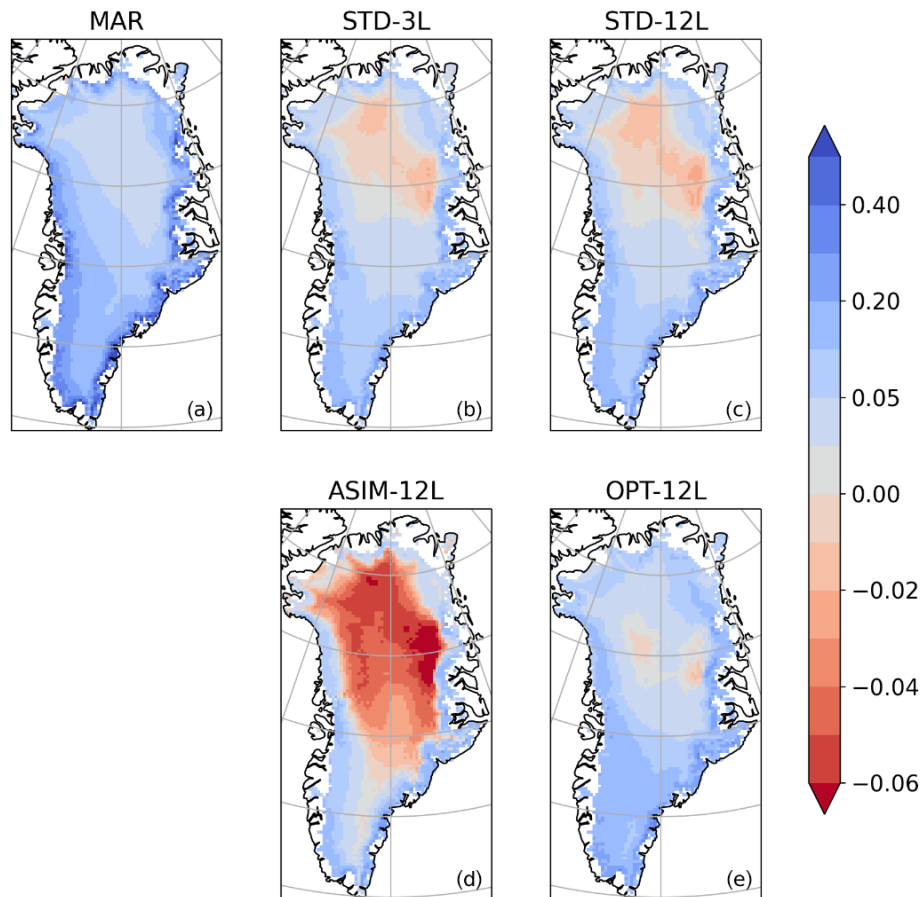 MAR
STD-3L
STD-12L
(a)
(b)
(c)
ASIM-12L
OPT-12L
(d)
(e)
0.40
0.20
0.05
0.00
−0.02
−0.04
−0.06